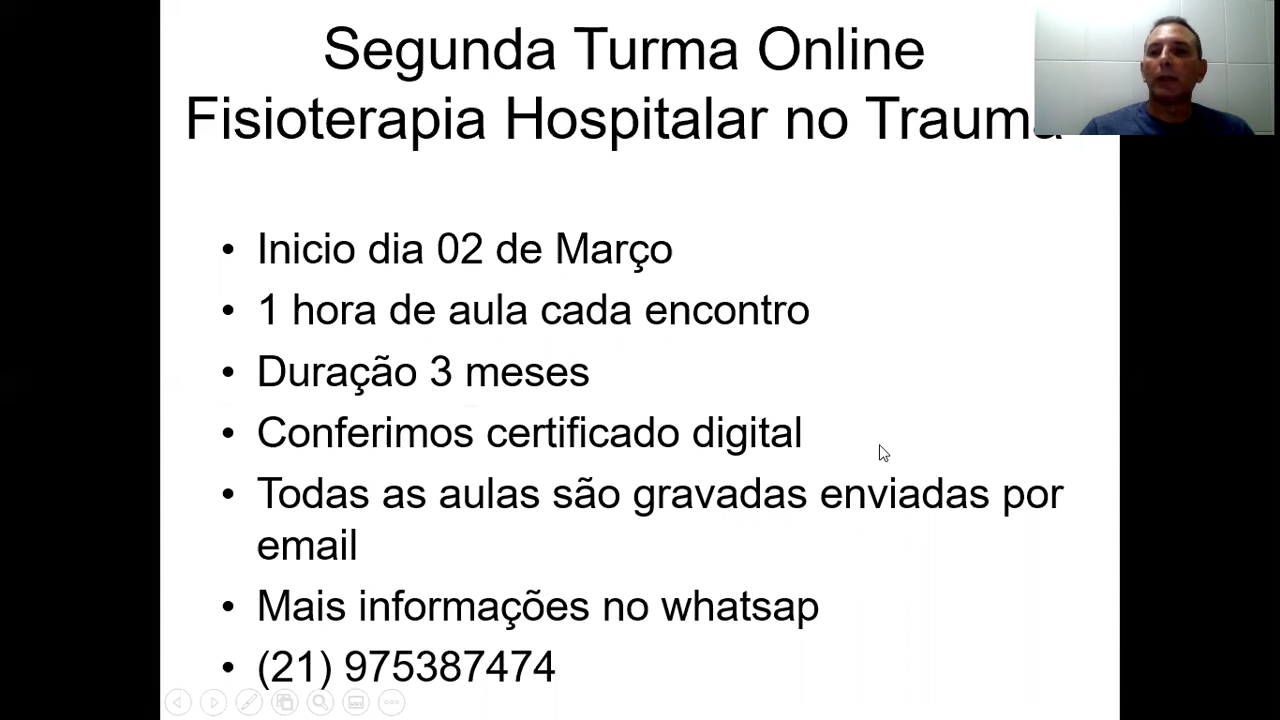 Segunda Turma Online
Fisioterapia Hospitalar no Trauma
• Inicio dia 02 de Março
• 1 hora de aula cada encontro
• Duração 3 meses
• Conferimos certificado digital
• Todas as aulas são gravadas enviadas por
email
• Mais informações no whatsap
• (21) 975387474